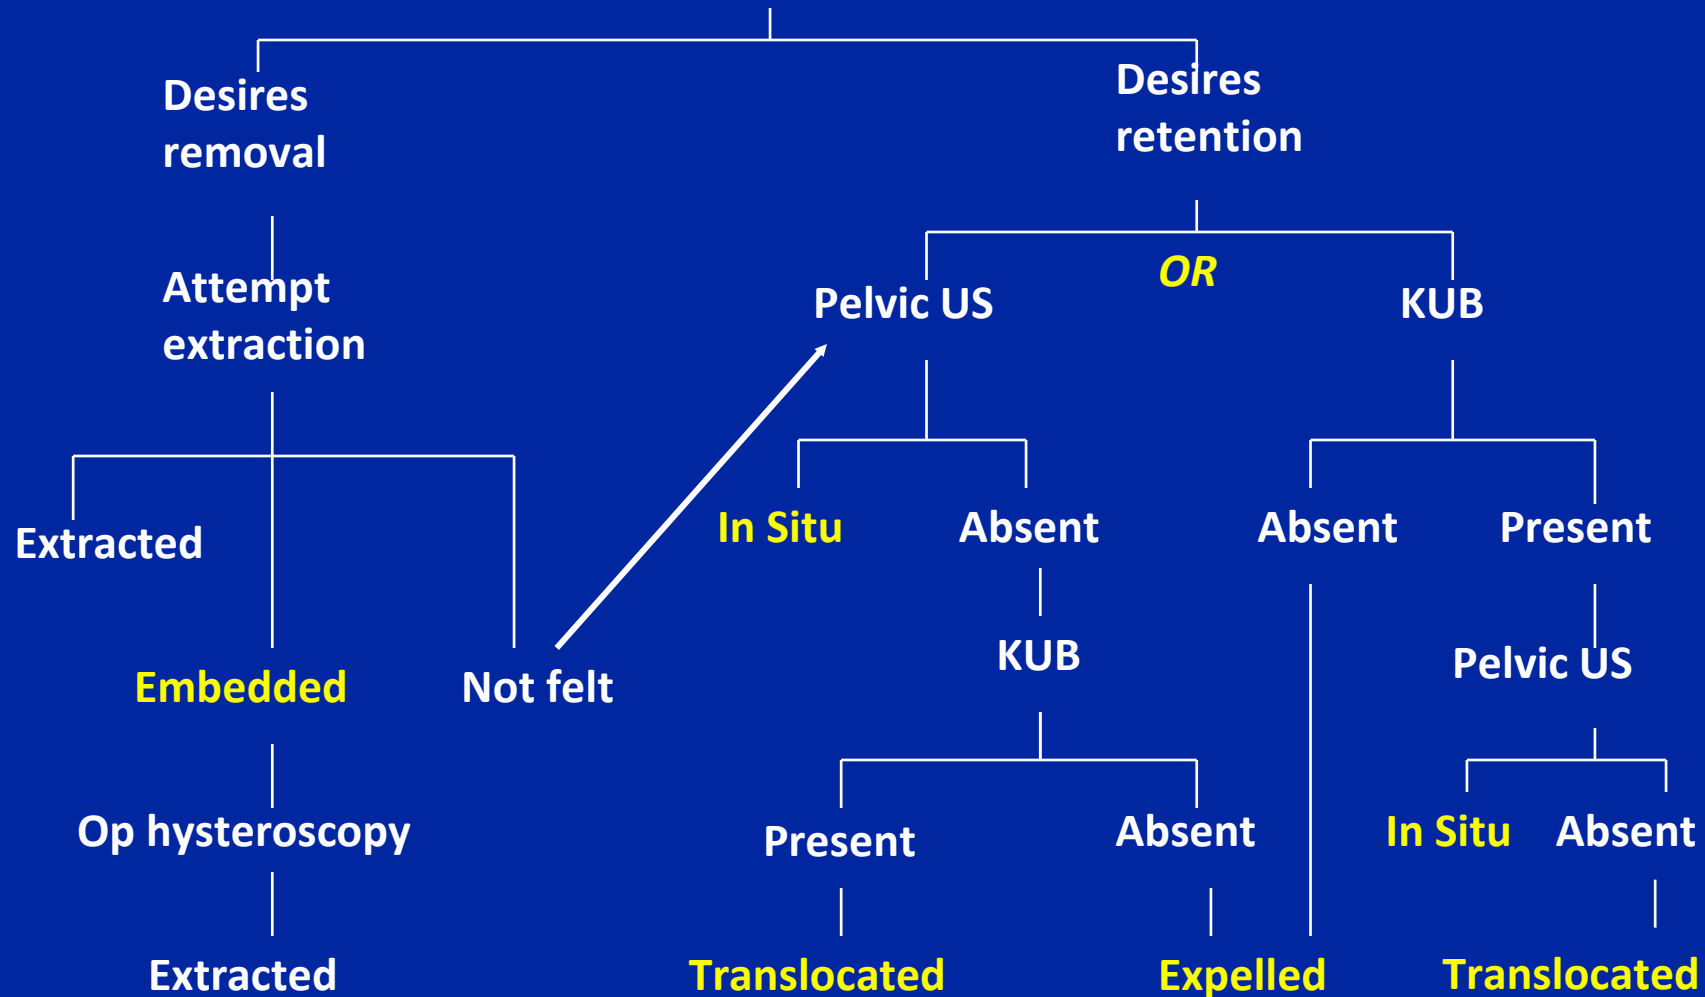 Desires
removal
Desires
retention
Attempt
extraction
OR
Pelvic US
KUB
In Situ
Absent
Absent
Present
Extracted
KUB
Pelvic US
Embedded
Not felt
Op hysteroscopy
Present
Absent
In Situ
Absent
Extracted
Translocated
Expelled
Translocated